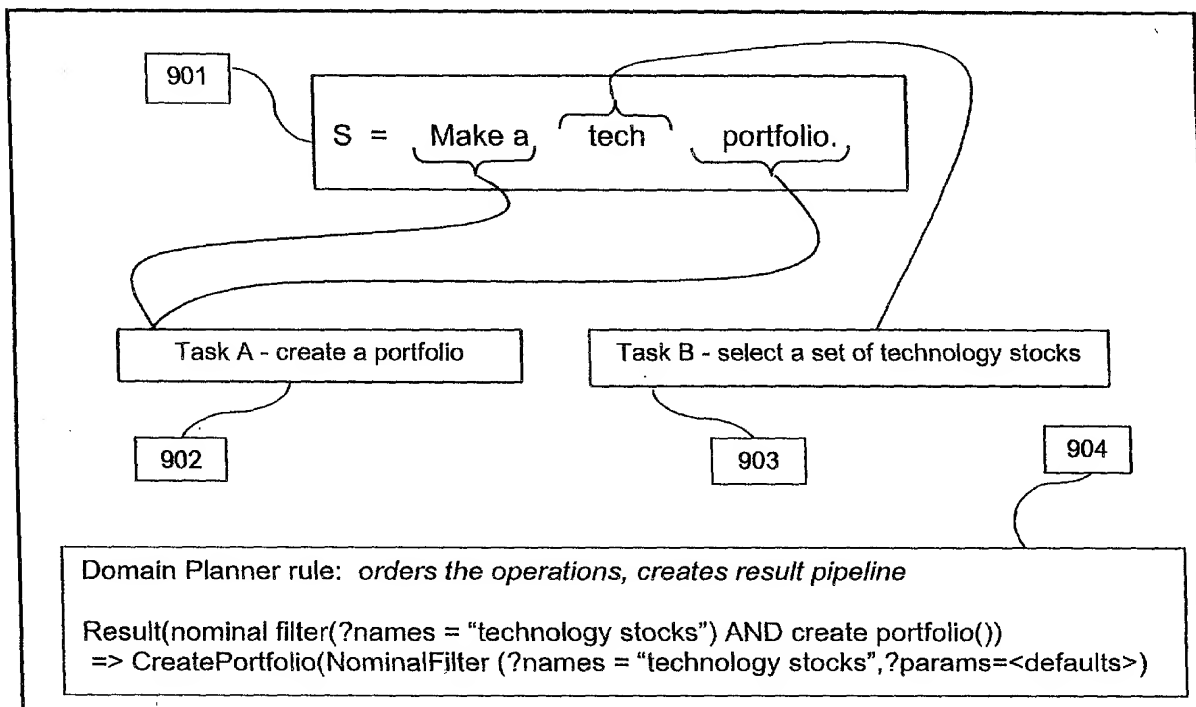 901
S = Make a tech portfolio.
Task A - create a portfolio
Task B - select a set of technology stocks
902
903
904
Domain Planner rule: orders the operations, creates result pipeline
Result(nominal filter(?names = “technology stocks”) AND create portfolio())
=> CreatePortfolio(NominalFilter (?names = “technology stocks”,?params=<defaults>)